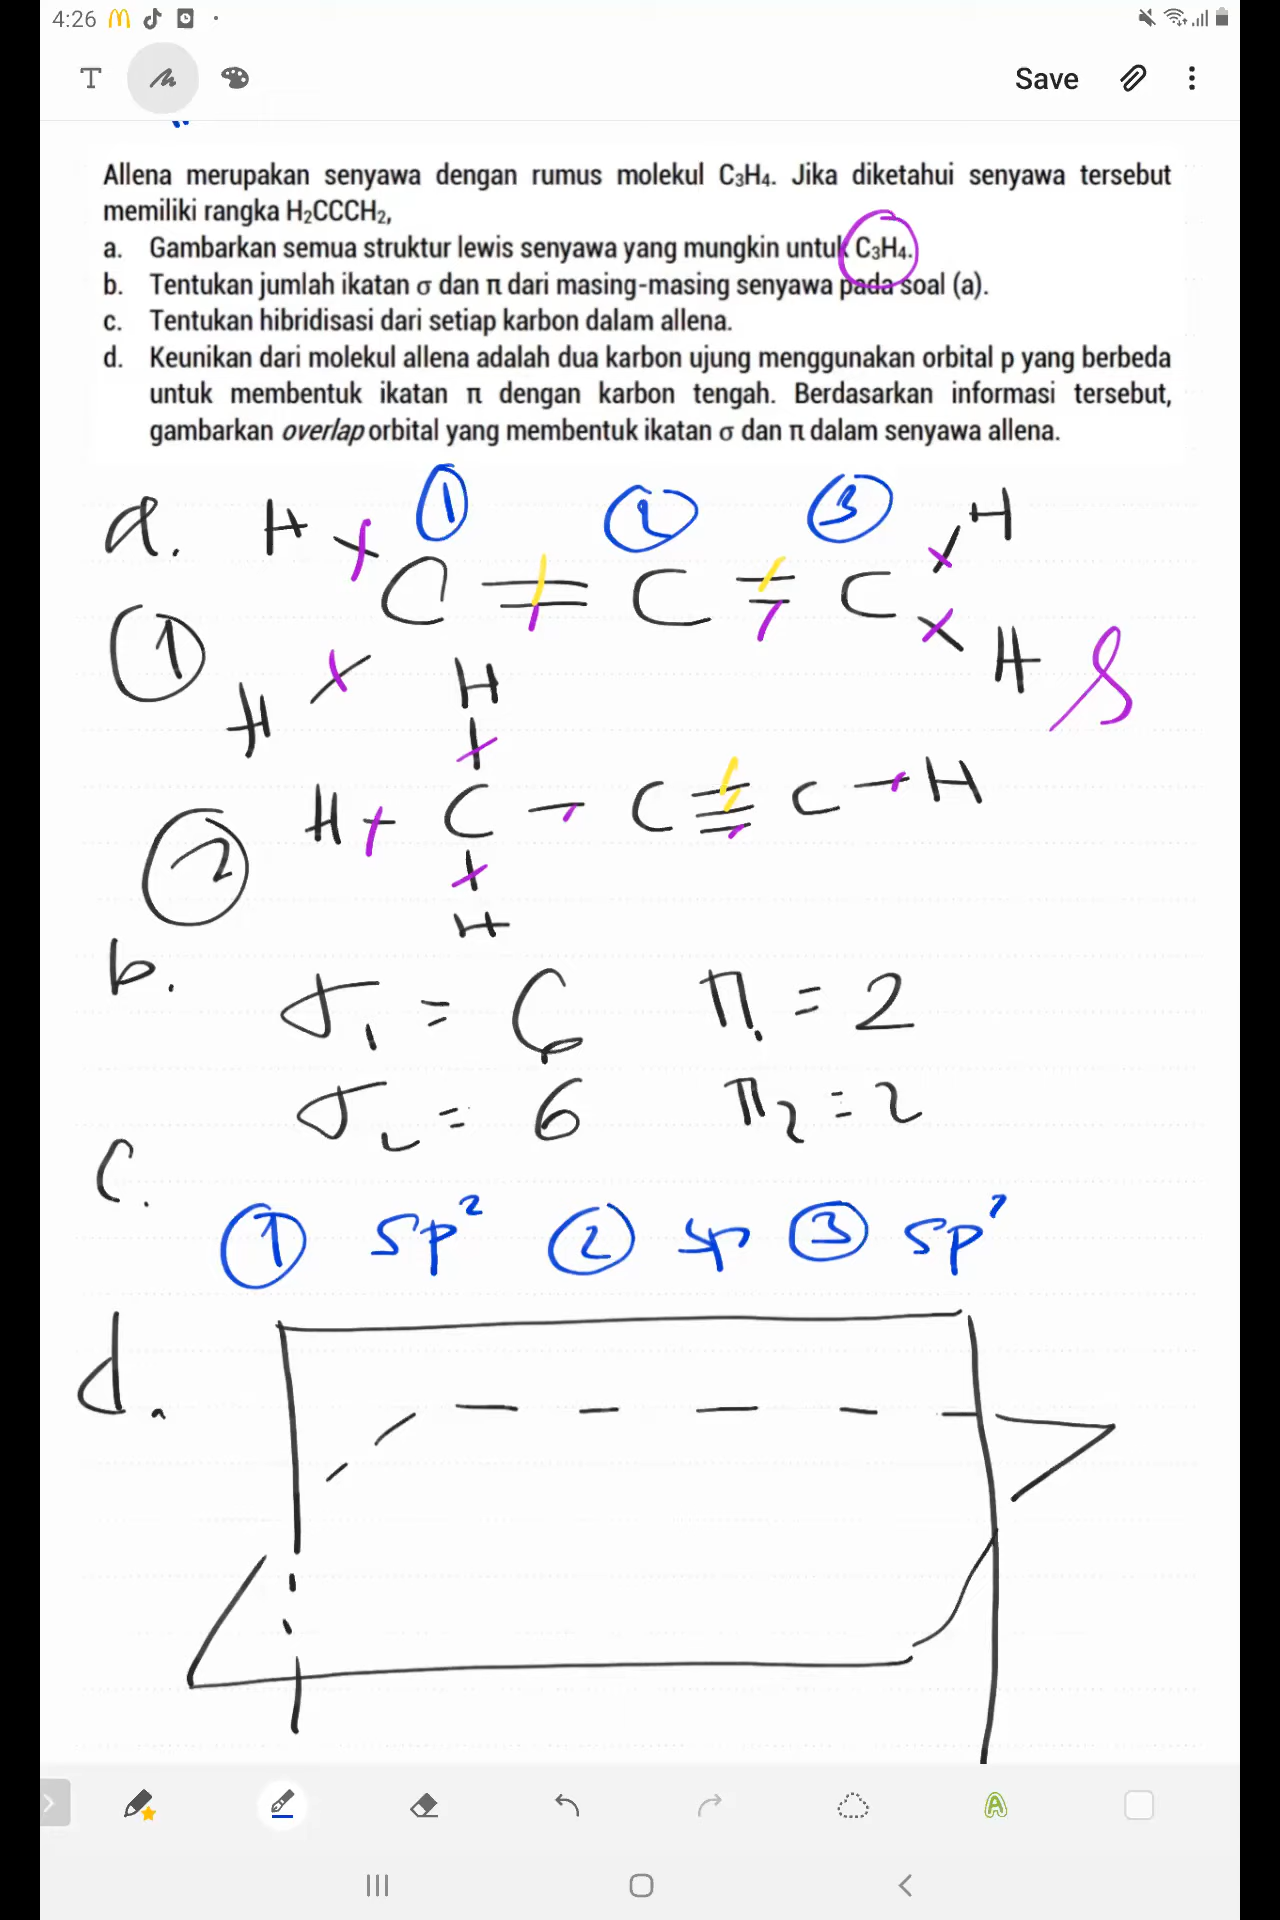 4:26
T Save
Allena merupakan senyawa dengan rumus molekul C₃H₄. Jika diketahui senyawa tersebut
memiliki rangka H₂CCCH₂,
a. Gambarkan semua struktur lewis senyawa yang mungkin untuk C₃H₄.
b. Tentukan jumlah ikatan σ dan π dari masing-masing senyawa pada soal (a).
c. Tentukan hibridisasi dari setiap karbon dalam allena.
d. Keunikan dari molekul allena adalah dua karbon ujung menggunakan orbital p yang berbeda
untuk membentuk ikatan π dengan karbon tengah. Berdasarkan informasi tersebut,
gambarkan overlap orbital yang membentuk ikatan σ dan π dalam senyawa allena.
a. H ① ② ③ H
C = C = C
① H H
H
H - C - C ≡ C - H
②
H
b. σ₁ = 6 π₁ = 2
σ₂ = 6 π₂ = 2
c.
① sp² ② sp ③ sp²
d.
A